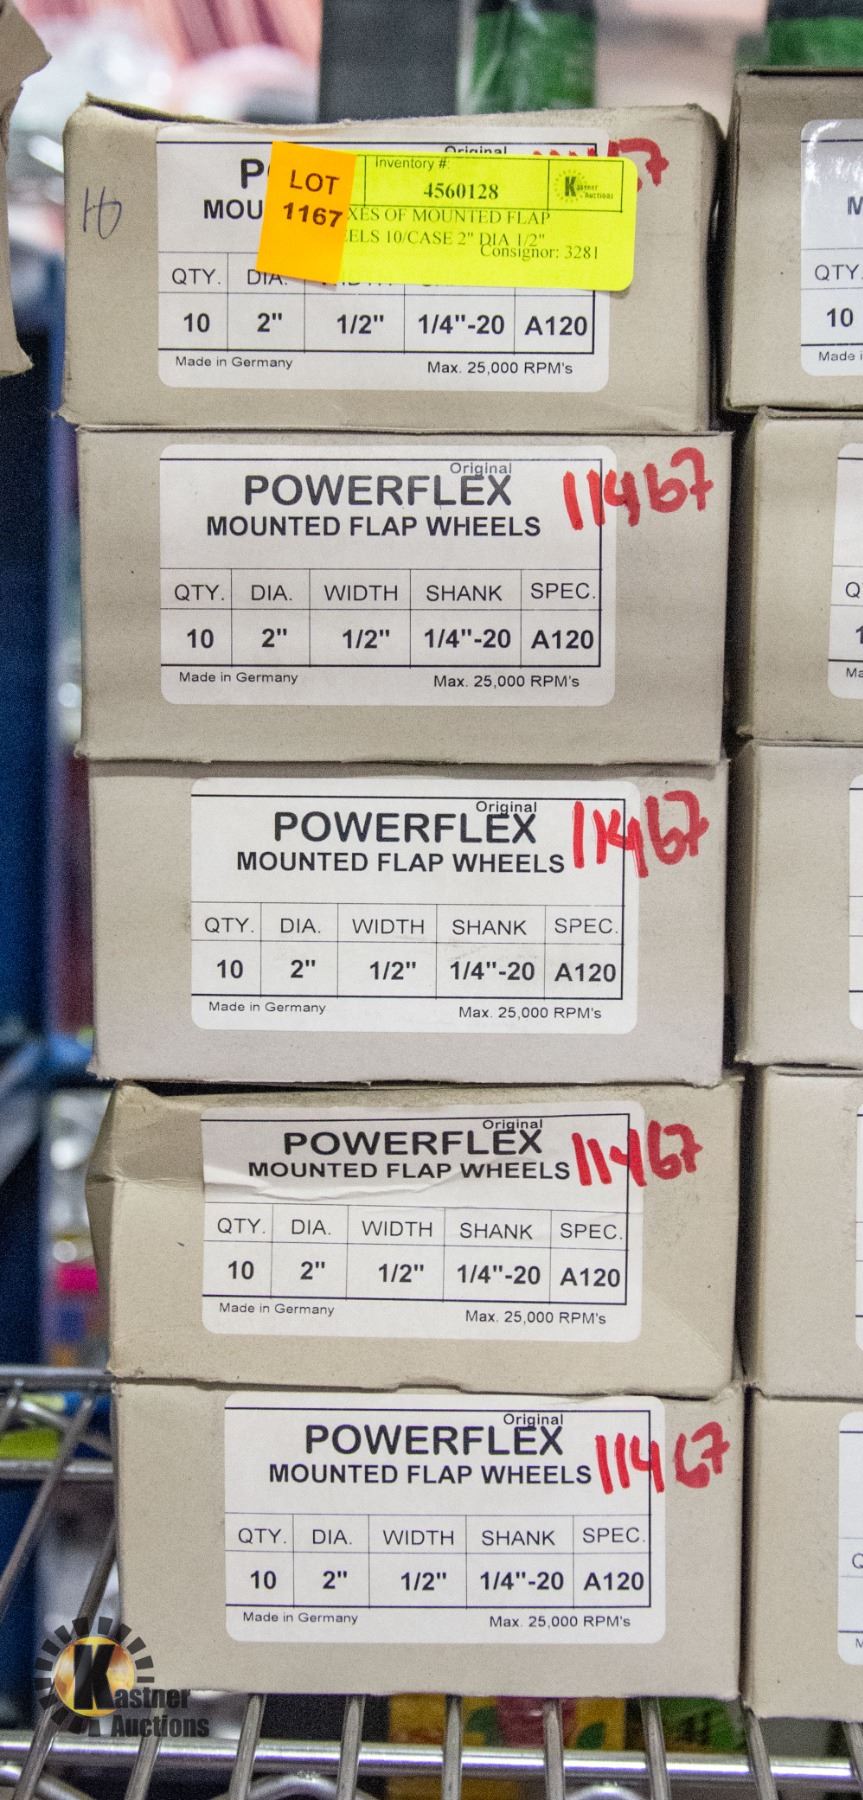 Original
Inventory #:
LOT
4560128
Kastner
Auctions
1167
XES OF MOUNTED FLAP
ELS 10/CASE 2" DIA 1/2"
Consignor: 3281
QTY. DIA.
10 2" 1/2" 1/4"-20 A120
Made in Germany Max. 25,000 RPM's
Original
POWERFLEX
11467
MOUNTED FLAP WHEELS
QTY. DIA. WIDTH SHANK SPEC.
10 2" 1/2" 1/4"-20 A120
Made in Germany Max. 25,000 RPM's
Original
POWERFLEX
11467
MOUNTED FLAP WHEELS
QTY. DIA. WIDTH SHANK SPEC.
10 2" 1/2" 1/4"-20 A120
Made in Germany Max. 25,000 RPM's
Original
POWERFLEX
11467
MOUNTED FLAP WHEELS
QTY. DIA. WIDTH SHANK SPEC.
10 2" 1/2" 1/4"-20 A120
Made in Germany Max. 25,000 RPM's
Original
POWERFLEX
11467
MOUNTED FLAP WHEELS
QTY. DIA. WIDTH SHANK SPEC.
10 2" 1/2" 1/4"-20 A120
Made in Germany Max. 25,000 RPM's
QTY.
10
Made
Kastner
Auctions